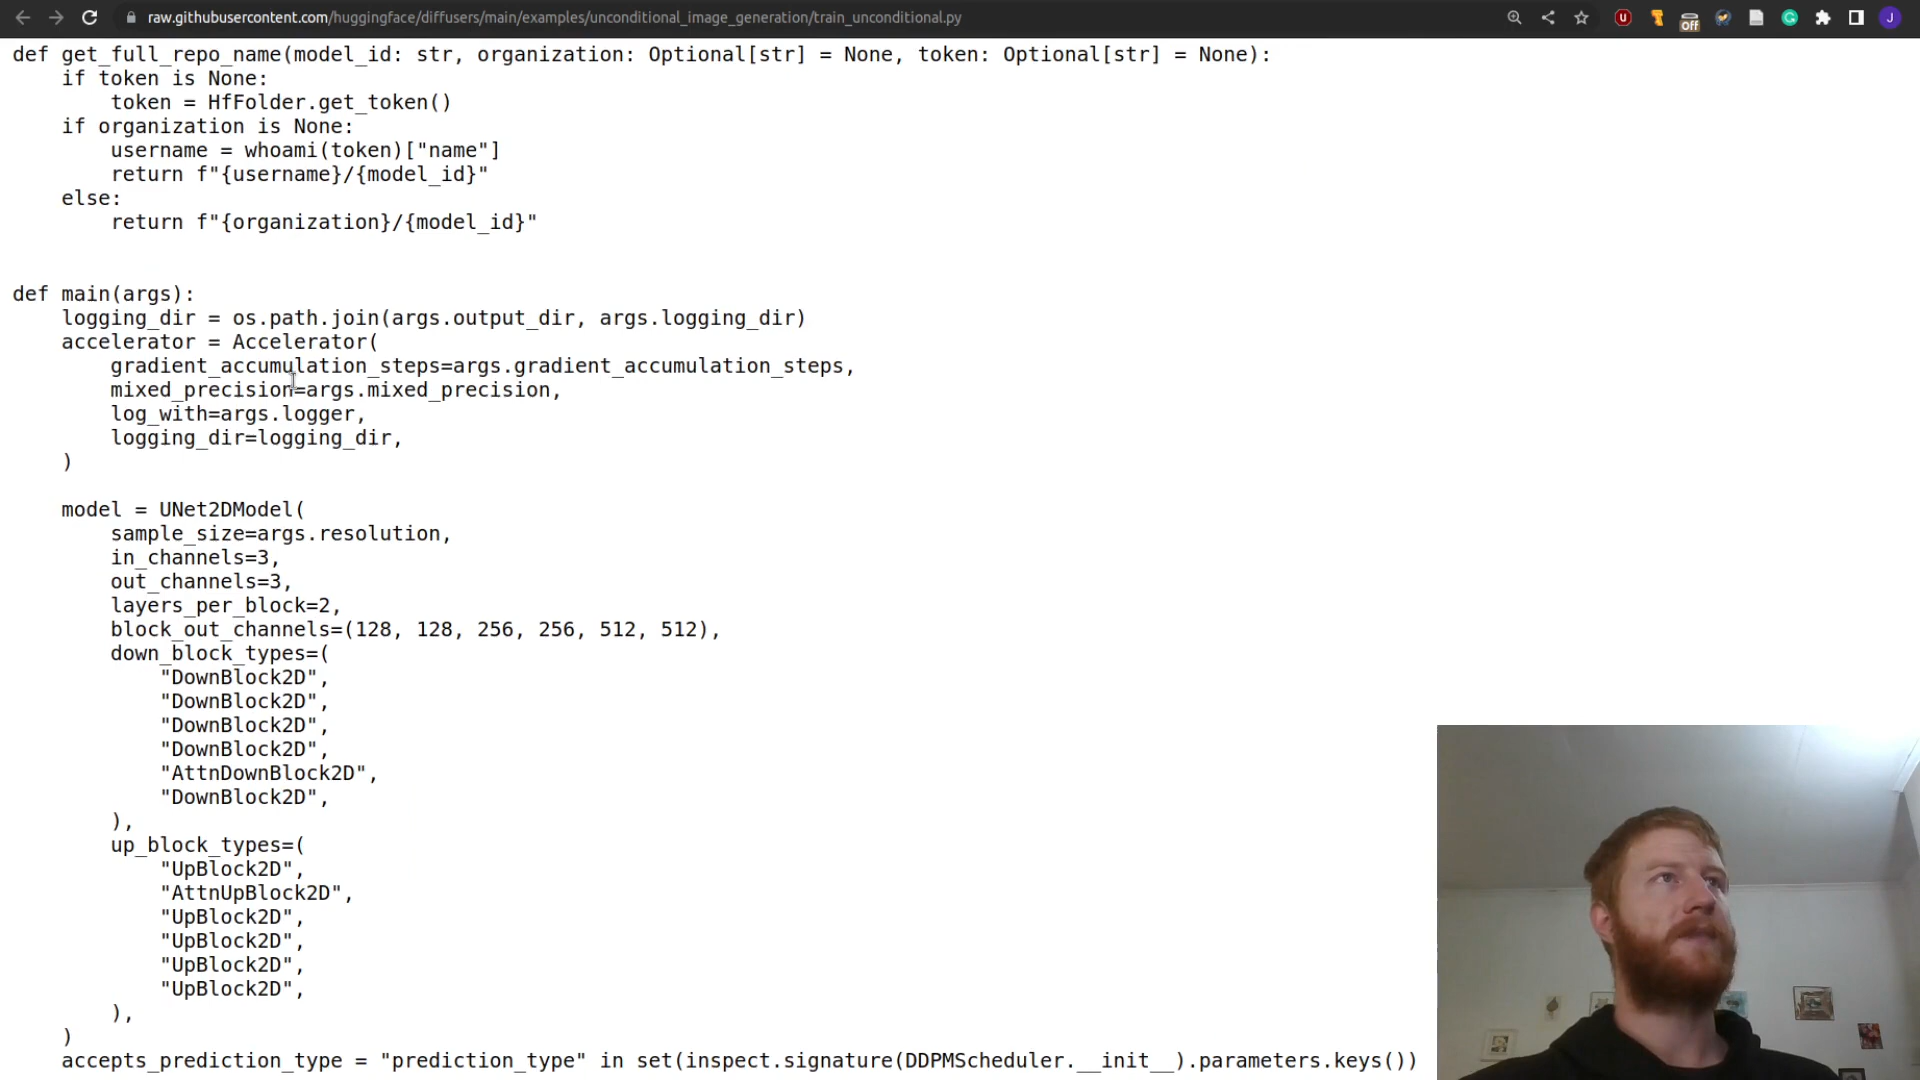 raw.githubusercontent.com/huggingface/diffusers/main/examples/unconditional_image_generation/train_unconditional.py
Off
J
def get_full_repo_name(model_id: str, organization: Optional[str] = None, token: Optional[str] = None):
    if token is None:
        token = HfFolder.get_token()
    if organization is None:
        username = whoami(token)["name"]
        return f"{username}/{model_id}"
    else:
        return f"{organization}/{model_id}"
def main(args):
    logging_dir = os.path.join(args.output_dir, args.logging_dir)
    accelerator = Accelerator(
        gradient_accumulation_steps=args.gradient_accumulation_steps,
        mixed_precision=args.mixed_precision,
        log_with=args.logger,
        logging_dir=logging_dir,
    )
    model = UNet2DModel(
        sample_size=args.resolution,
        in_channels=3,
        out_channels=3,
        layers_per_block=2,
        block_out_channels=(128, 128, 256, 256, 512, 512),
        down_block_types=(
            "DownBlock2D",
            "DownBlock2D",
            "DownBlock2D",
            "DownBlock2D",
            "AttnDownBlock2D",
            "DownBlock2D",
        ),
        up_block_types=(
            "UpBlock2D",
            "AttnUpBlock2D",
            "UpBlock2D",
            "UpBlock2D",
            "UpBlock2D",
            "UpBlock2D",
        ),
    )
    accepts_prediction_type = "prediction_type" in set(inspect.signature(DDPMScheduler.__init__).parameters.keys())